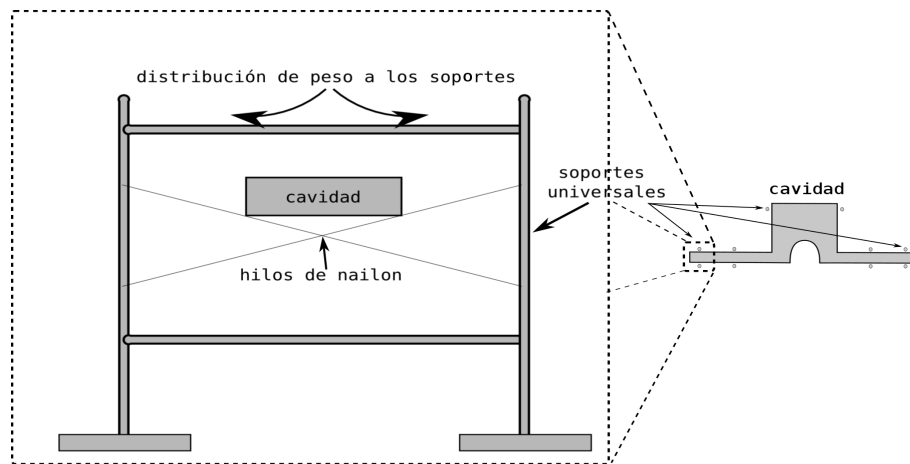 distribución de peso a los soportes
cavidad
hilos de nailon
soportes
universales
cavidad